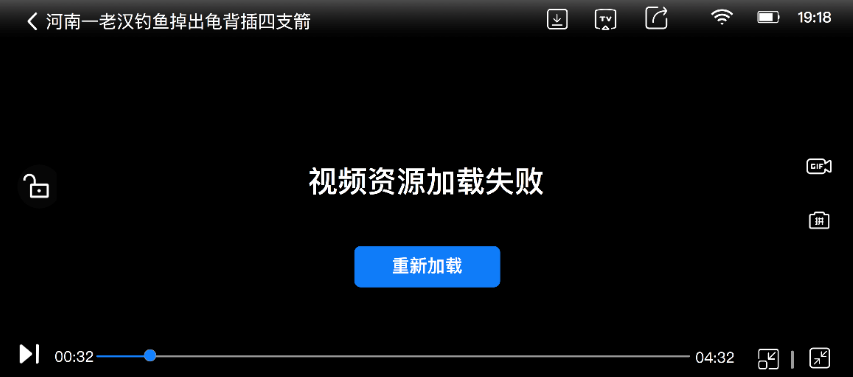 河南一老汉钓鱼掉出龟背插四支箭
TV
19:18
视频资源加载失败
GIF
拼
重新加载
00:32
04:32